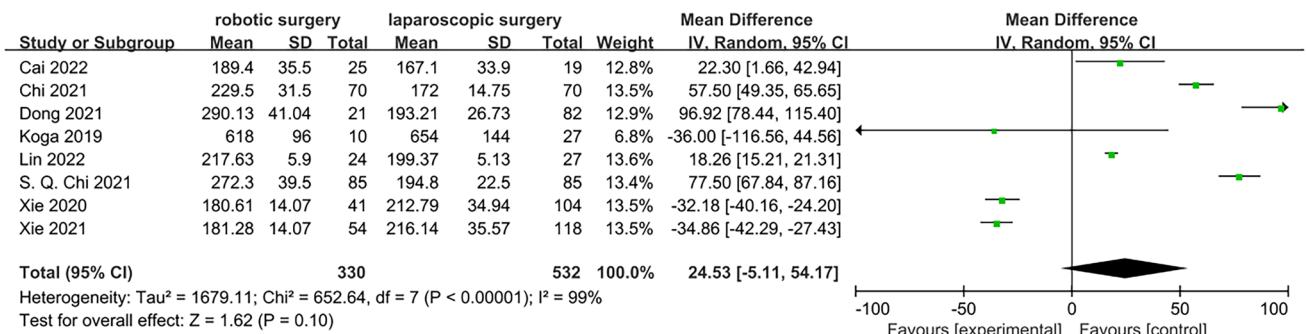 robotic surgery laparoscopic surgery Mean Difference Mean Difference
Study or Subgroup Mean SD Total Mean SD Total Weight IV, Random, 95% CI IV, Random, 95% CI
Cai 2022 189.4 35.5 25 167.1 33.9 19 12.8% 22.30 [1.66, 42.94]
Chi 2021 229.5 31.5 70 172 14.75 70 13.5% 57.50 [49.35, 65.65]
Dong 2021 290.13 41.04 21 193.21 26.73 82 12.9% 96.92 [78.44, 115.40]
Koga 2019 618 96 10 654 144 27 6.8% -36.00 [-116.56, 44.56]
Lin 2022 217.63 5.9 24 199.37 5.13 27 13.6% 18.26 [15.21, 21.31]
S. Q. Chi 2021 272.3 39.5 85 194.8 22.5 85 13.4% 77.50 [67.84, 87.16]
Xie 2020 180.61 14.07 41 212.79 34.94 104 13.5% -32.18 [-40.16, -24.20]
Xie 2021 181.28 14.07 54 216.14 35.57 118 13.5% -34.86 [-42.29, -27.43]
Total (95% CI) 330 532 100.0% 24.53 [-5.11, 54.17]
Heterogeneity: Tau² = 1679.11; Chi² = 652.64, df = 7 (P < 0.00001); I² = 99%
Test for overall effect: Z = 1.62 (P = 0.10)
-100 -50 0 50 100
Favours [experimental] Favours [control]